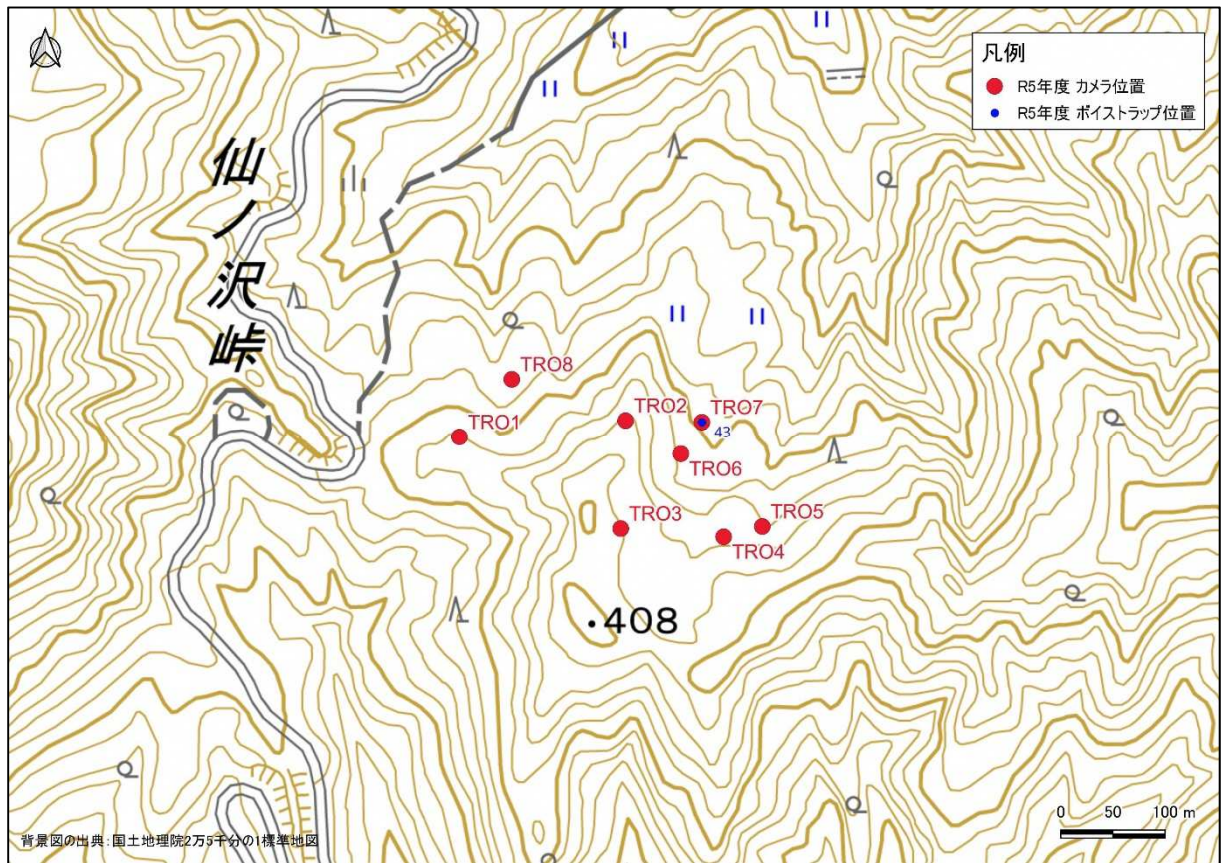 凡例
R5年度 カメラ位置
R5年度 ボイストラップ位置
仙ノ沢峠
TRO8
TRO1
TRO2
TRO7
43
TRO6
TRO3
TRO5
TRO4
・408
0 50 100 m
背景図の出典:国土地理院2万5千分の1標準地図